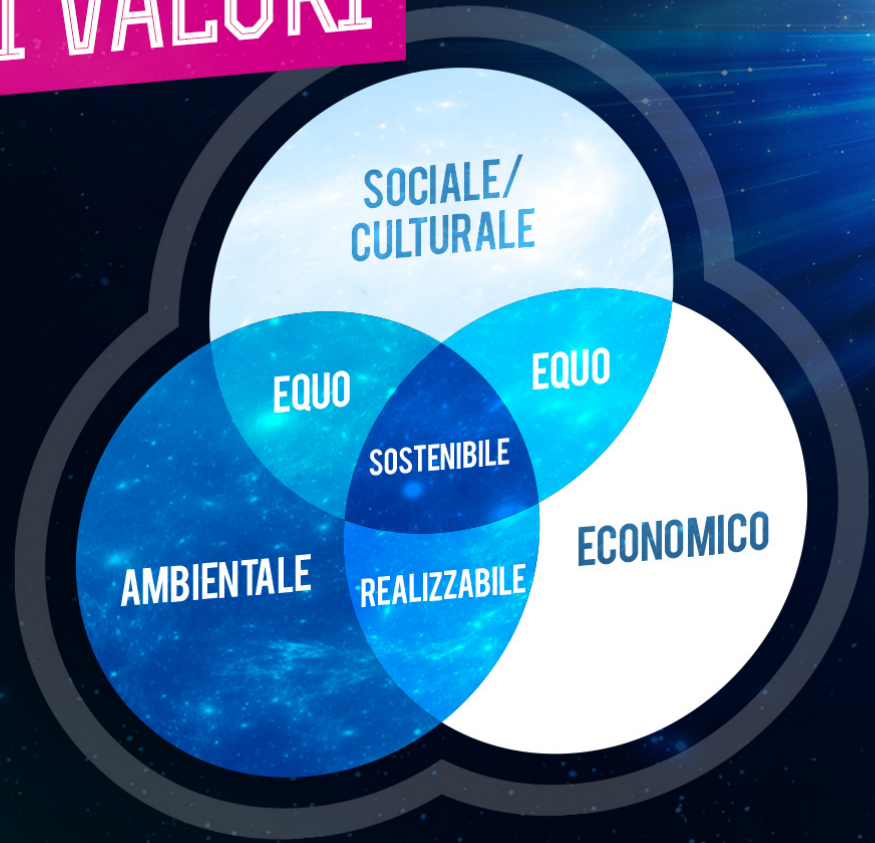 I VALORI
SOCIALE/
CULTURALE
EQUO
EQUO
SOSTENIBILE
AMBIENTALE
REALIZZABILE
ECONOMICO